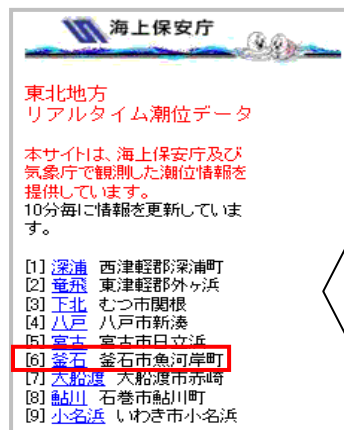 海上保安庁
東北地方
リアルタイム潮位データ
本サイトは、海上保安庁及び
気象庁で観測した潮位情報を
提供しています。
10分毎に情報を更新していま
す。
[1] 深浦 西津軽郡深浦町
[2] 竜飛 東津軽郡外ヶ浜
[3] 下北 むつ市関根
[4] 八戸 八戸市新湊
[5] 宮古 宮古市日立浜
[6] 釜石 釜石市魚河岸町
[7] 大船渡 大船渡市赤崎
[8] 鮎川 石巻市鮎川町
[9] 小名浜 いわき市小名浜